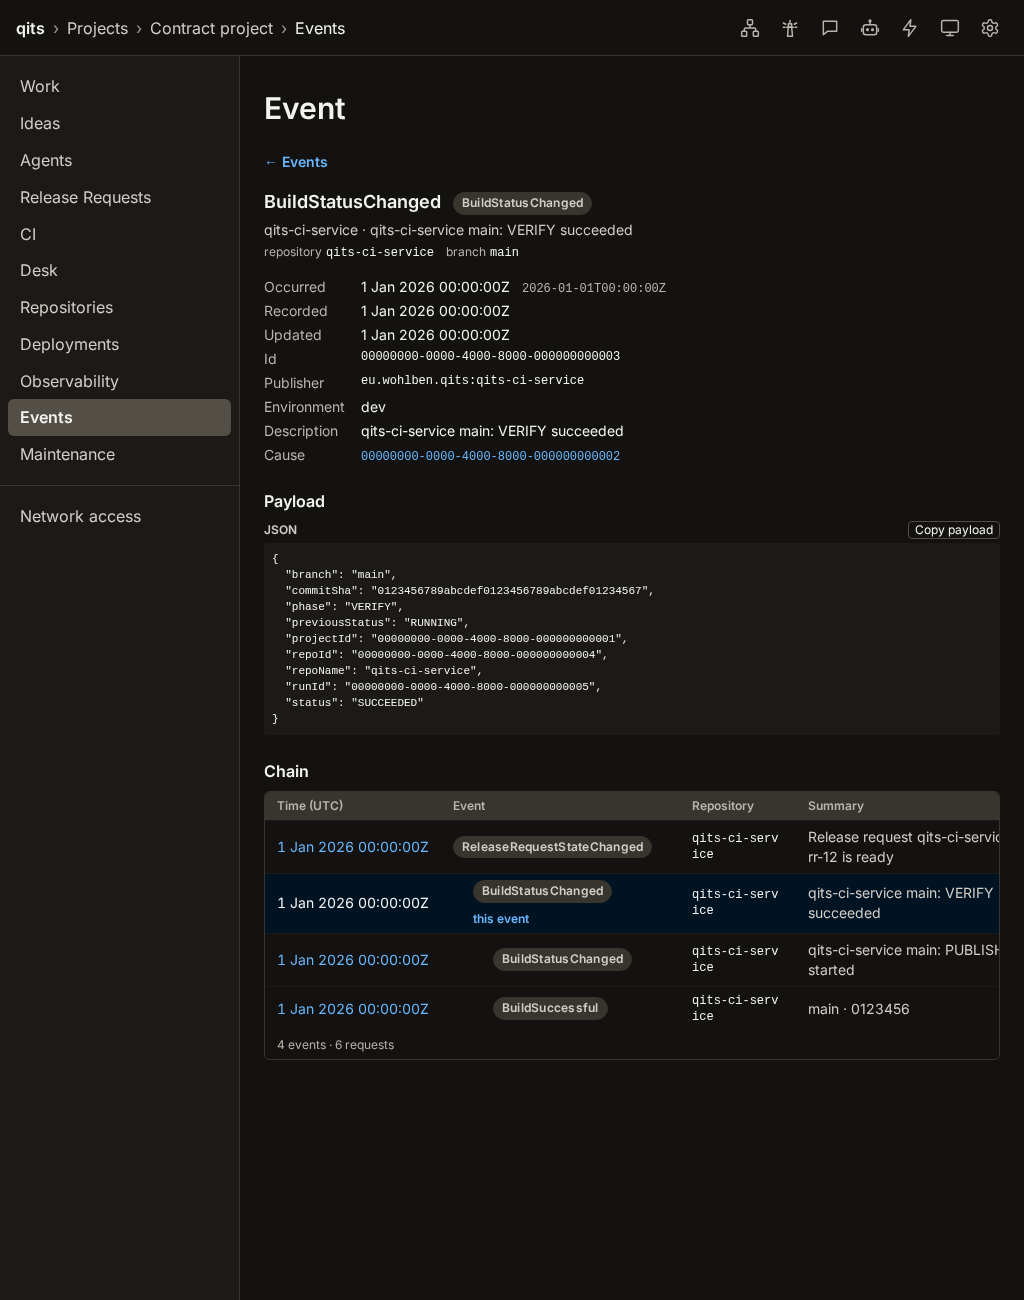 qits › Projects › Contract project › Events
Work
Ideas
Agents
Release Requests
CI
Desk
Repositories
Deployments
Observability
Events
Maintenance
Network access
Event
← Events
BuildStatusChanged BuildStatusChanged
qits-ci-service · qits-ci-service main: VERIFY succeeded
repository qits-ci-service branch main
Occurred 1 Jan 2026 00:00:00Z 2026-01-01T00:00:00Z
Recorded 1 Jan 2026 00:00:00Z
Updated 1 Jan 2026 00:00:00Z
Id 00000000-0000-4000-8000-000000000003
Publisher eu.wohlben.qits:qits-ci-service
Environment dev
Description qits-ci-service main: VERIFY succeeded
Cause 00000000-0000-4000-8000-000000000002
Payload
JSON Copy payload
{
"branch": "main",
"commitSha": "0123456789abcdef0123456789abcdef01234567",
"phase": "VERIFY",
"previousStatus": "RUNNING",
"projectId": "00000000-0000-4000-8000-000000000001",
"repoId": "00000000-0000-4000-8000-000000000004",
"repoName": "qits-ci-service",
"runId": "00000000-0000-4000-8000-000000000005",
"status": "SUCCEEDED"
}
Chain
Time (UTC) Event Repository Summary
1 Jan 2026 00:00:00Z ReleaseRequestStateChanged qits-ci-serv
ice Release request qits-ci-servic
rr-12 is ready
1 Jan 2026 00:00:00Z BuildStatusChanged
this event qits-ci-serv
ice qits-ci-service main: VERIFY
succeeded
1 Jan 2026 00:00:00Z BuildStatusChanged qits-ci-serv
ice qits-ci-service main: PUBLISH
started
1 Jan 2026 00:00:00Z BuildSuccessful qits-ci-serv
ice main · 0123456
4 events · 6 requests